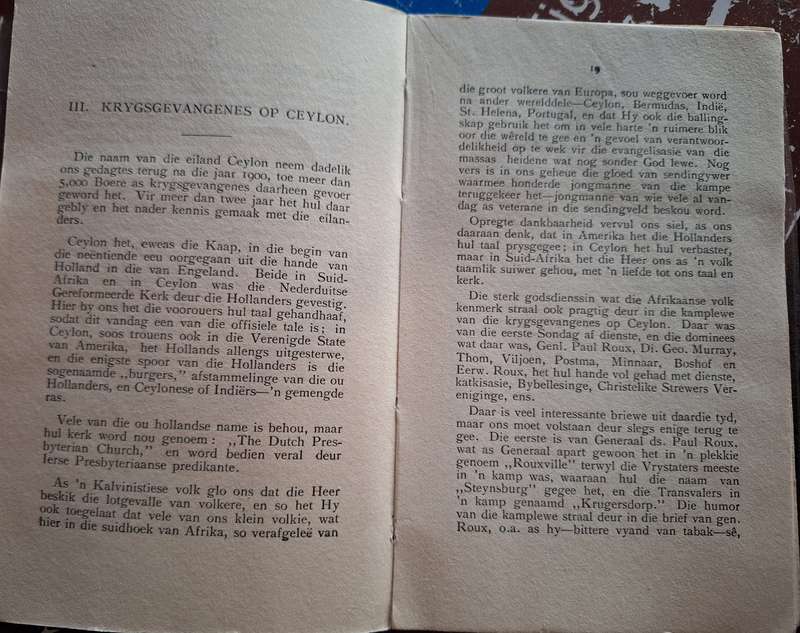 III. KRYGSGEVANGENES OP CEYLON.
Die naam van die eiland Ceylon neem dadelik
ons gedagtes terug na die jaar 1900, toe meer dan
5,000 Boere as krygsgevangenes daarheen gevoer
geword het. Vir meer dan twee jaar het hul daar
gebly en het nader kennis gemaak met die eilan-
ders.
Ceylon het, eweas die Kaap, in die begin van
die neëntiende eeu oorgegaan uit die hande van
Holland in die van Engeland. Beide in Suid-
Afrika en in Ceylon was die Nederduitse
Gereformeerde Kerk deur die Hollanders gevestig.
Hier by ons het die voorouers hul taal gehandhaaf,
sodat dit vandag een van die offisiele tale is; in
Ceylon, soos trouens ook in die Verenigde State
van Amerika, het Hollands allengs uitgesterwe,
en die enigste spoor van die Hollanders is die
sogenaamde ,,burgers,” afstammelinge van die ou
Hollanders, en Ceylonese of Indiërs—'n gemengde
ras.
Vele van die ou hollandse name is behou, maar
hul kerk word nou genoem: ,,The Dutch Pres-
byterian Church,” en word bedien veral deur
Ierse Presbyteriaanse predikante.
As 'n Kalvinistiese volk glo ons dat die Heer
beskik die lotgevalle van volkere, en so het Hy
ook toegelaat dat vele van ons klein volkie, wat
hier in die suidhoek van Afrika, so verafgeleë van
19
die groot volkere van Europa, sou weggevoer word
na ander werelddele—Ceylon, Bermudas, Indië,
St. Helena, Portugal, en dat Hy ook die balling-
skap gebruik het om in vele harte 'n ruimere blik
oor die wêreld te gee en 'n gevoel van verantwoor-
delikheid op te wek vir die evangelisasie van die
massas heidene wat nog sonder God lewe. Nog
vers is in ons geheue die gloed van sendingywer
waarmee honderde jongmanne van die kampe
teruggekeer het—jongmanne van wie vele al van-
dag as veterane in die sendingveld beskou word.
Opregte dankbaarheid vervul ons siel, as ons
daaraan denk, dat in Amerika het die Hollanders
hul taal prysgegee; in Ceylon het hul verbaster,
maar in Suid-Afrika het die Heer ons as 'n volk
taamlik suiwer gehou, met 'n liefde tot ons taal en
kerk.
Die sterk godsdienssin wat die Afrikaanse volk
kenmerk straal ook pragtig deur in die kamplewe
van die krygsgevangenes op Ceylon. Daar was
van die eerste Sondag af dienste, en die dominees
wat daar was, Genl. Paul Roux, Di. Geo. Murray,
Thom, Viljoen, Postma, Minnaar, Boshof en
Eerw. Roux, het hul hande vol gehad met dienste,
katkisasie, Bybellesinge, Christelike Strewers Ver-
eniginge, ens.
Daar is veel interessante briewe uit daardie tyd,
maar ons moet volstaan deur slegs enige terug te
gee. Die eerste is van Generaal ds. Paul Roux,
wat as Generaal apart gewoon het in 'n plekkie
genoem ,,Rouxville” terwyl die Vrystaters meeste
in 'n kamp was, waaraan hul die naam van
,,Steynsburg” gegee het, en die Transvalers in
'n kamp genaamd ,,Krugersdorp.” Die humor
van die kamplewe straal deur in die brief van gen.
Roux, o.a. as hy—bittere vyand van tabak—sê,